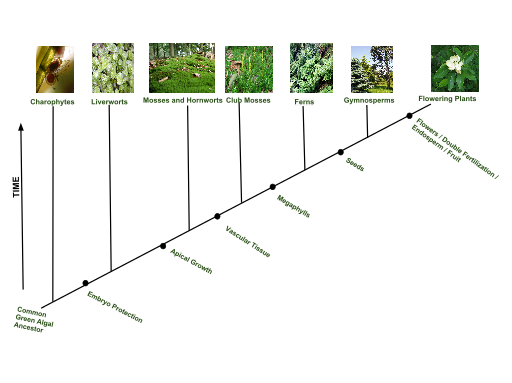 Charophytes
Liverworts
Mosses and Hornworts
Club Mosses
Ferns
Gymnosperms
Flowering Plants
TIME
Flowers / Double Fertilization /
Endosperm / Fruit
Seeds
Megaphylls
Vascular Tissue
Apical Growth
Embryo Protection
Common
Green Algal
Ancestor